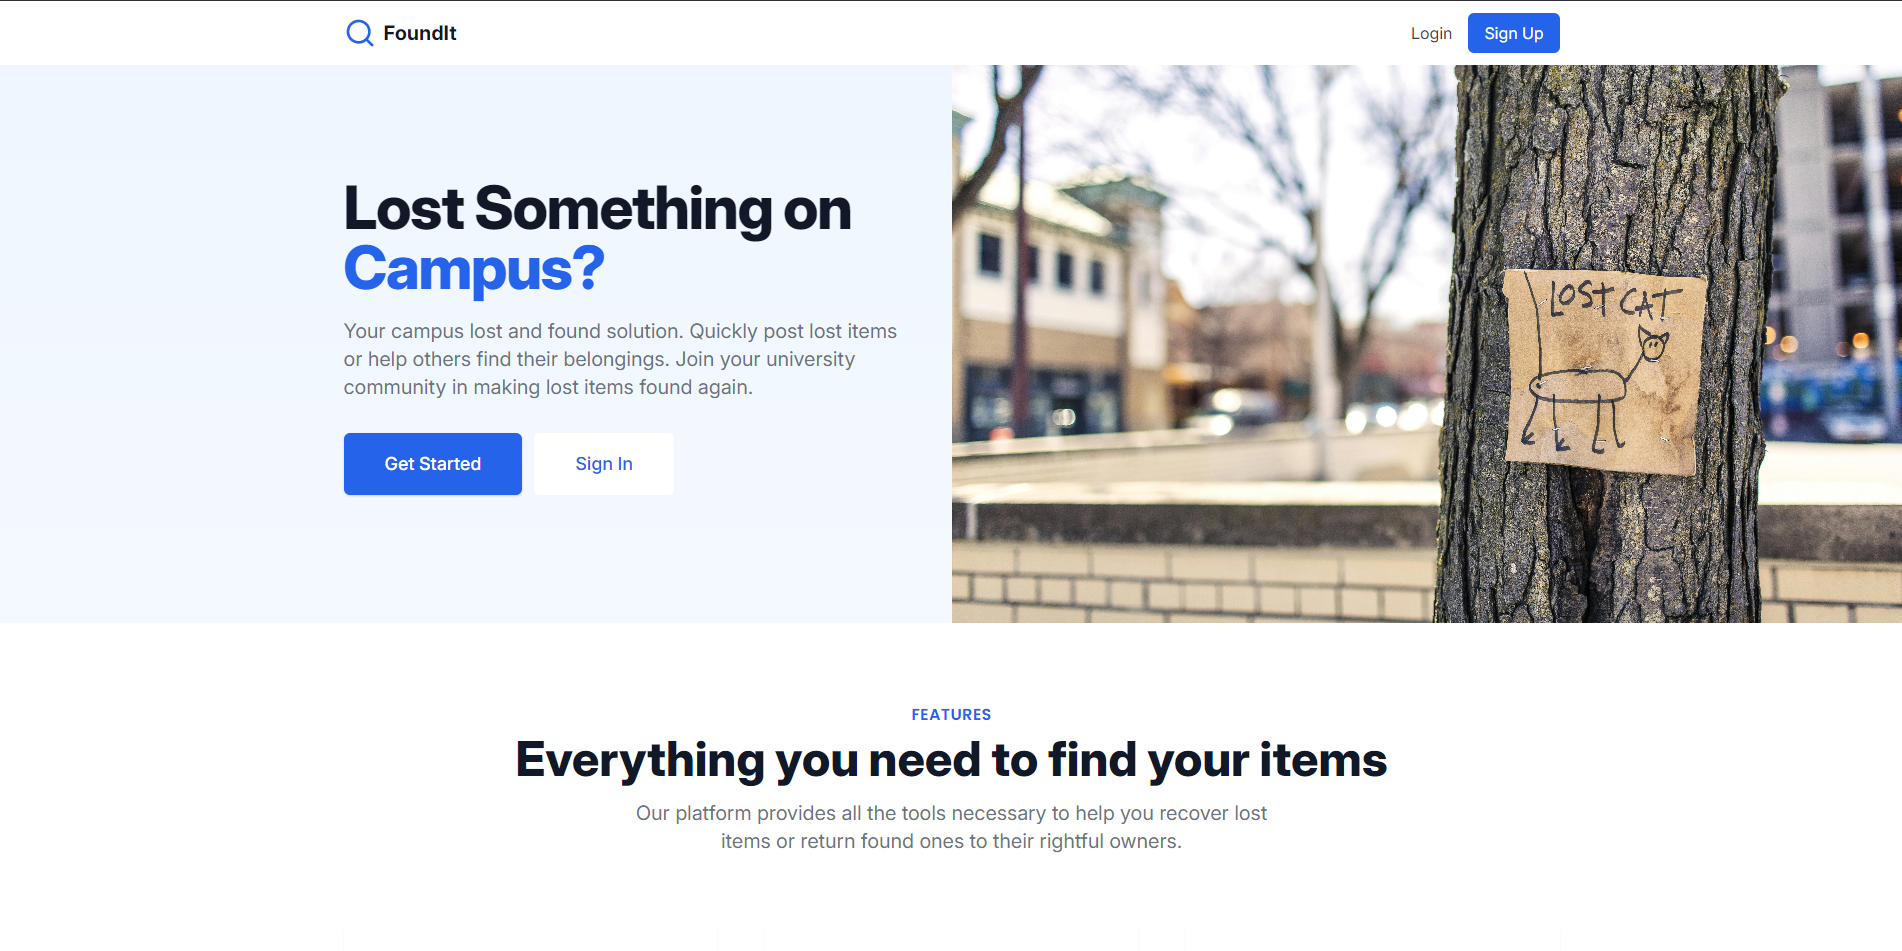 FoundIt
Login
Sign Up
Lost Something on
Campus?
Your campus lost and found solution. Quickly post lost items
or help others find their belongings. Join your university
community in making lost items found again.
Get Started
Sign In
LOST CAT
FEATURES
Everything you need to find your items
Our platform provides all the tools necessary to help you recover lost
items or return found ones to their rightful owners.